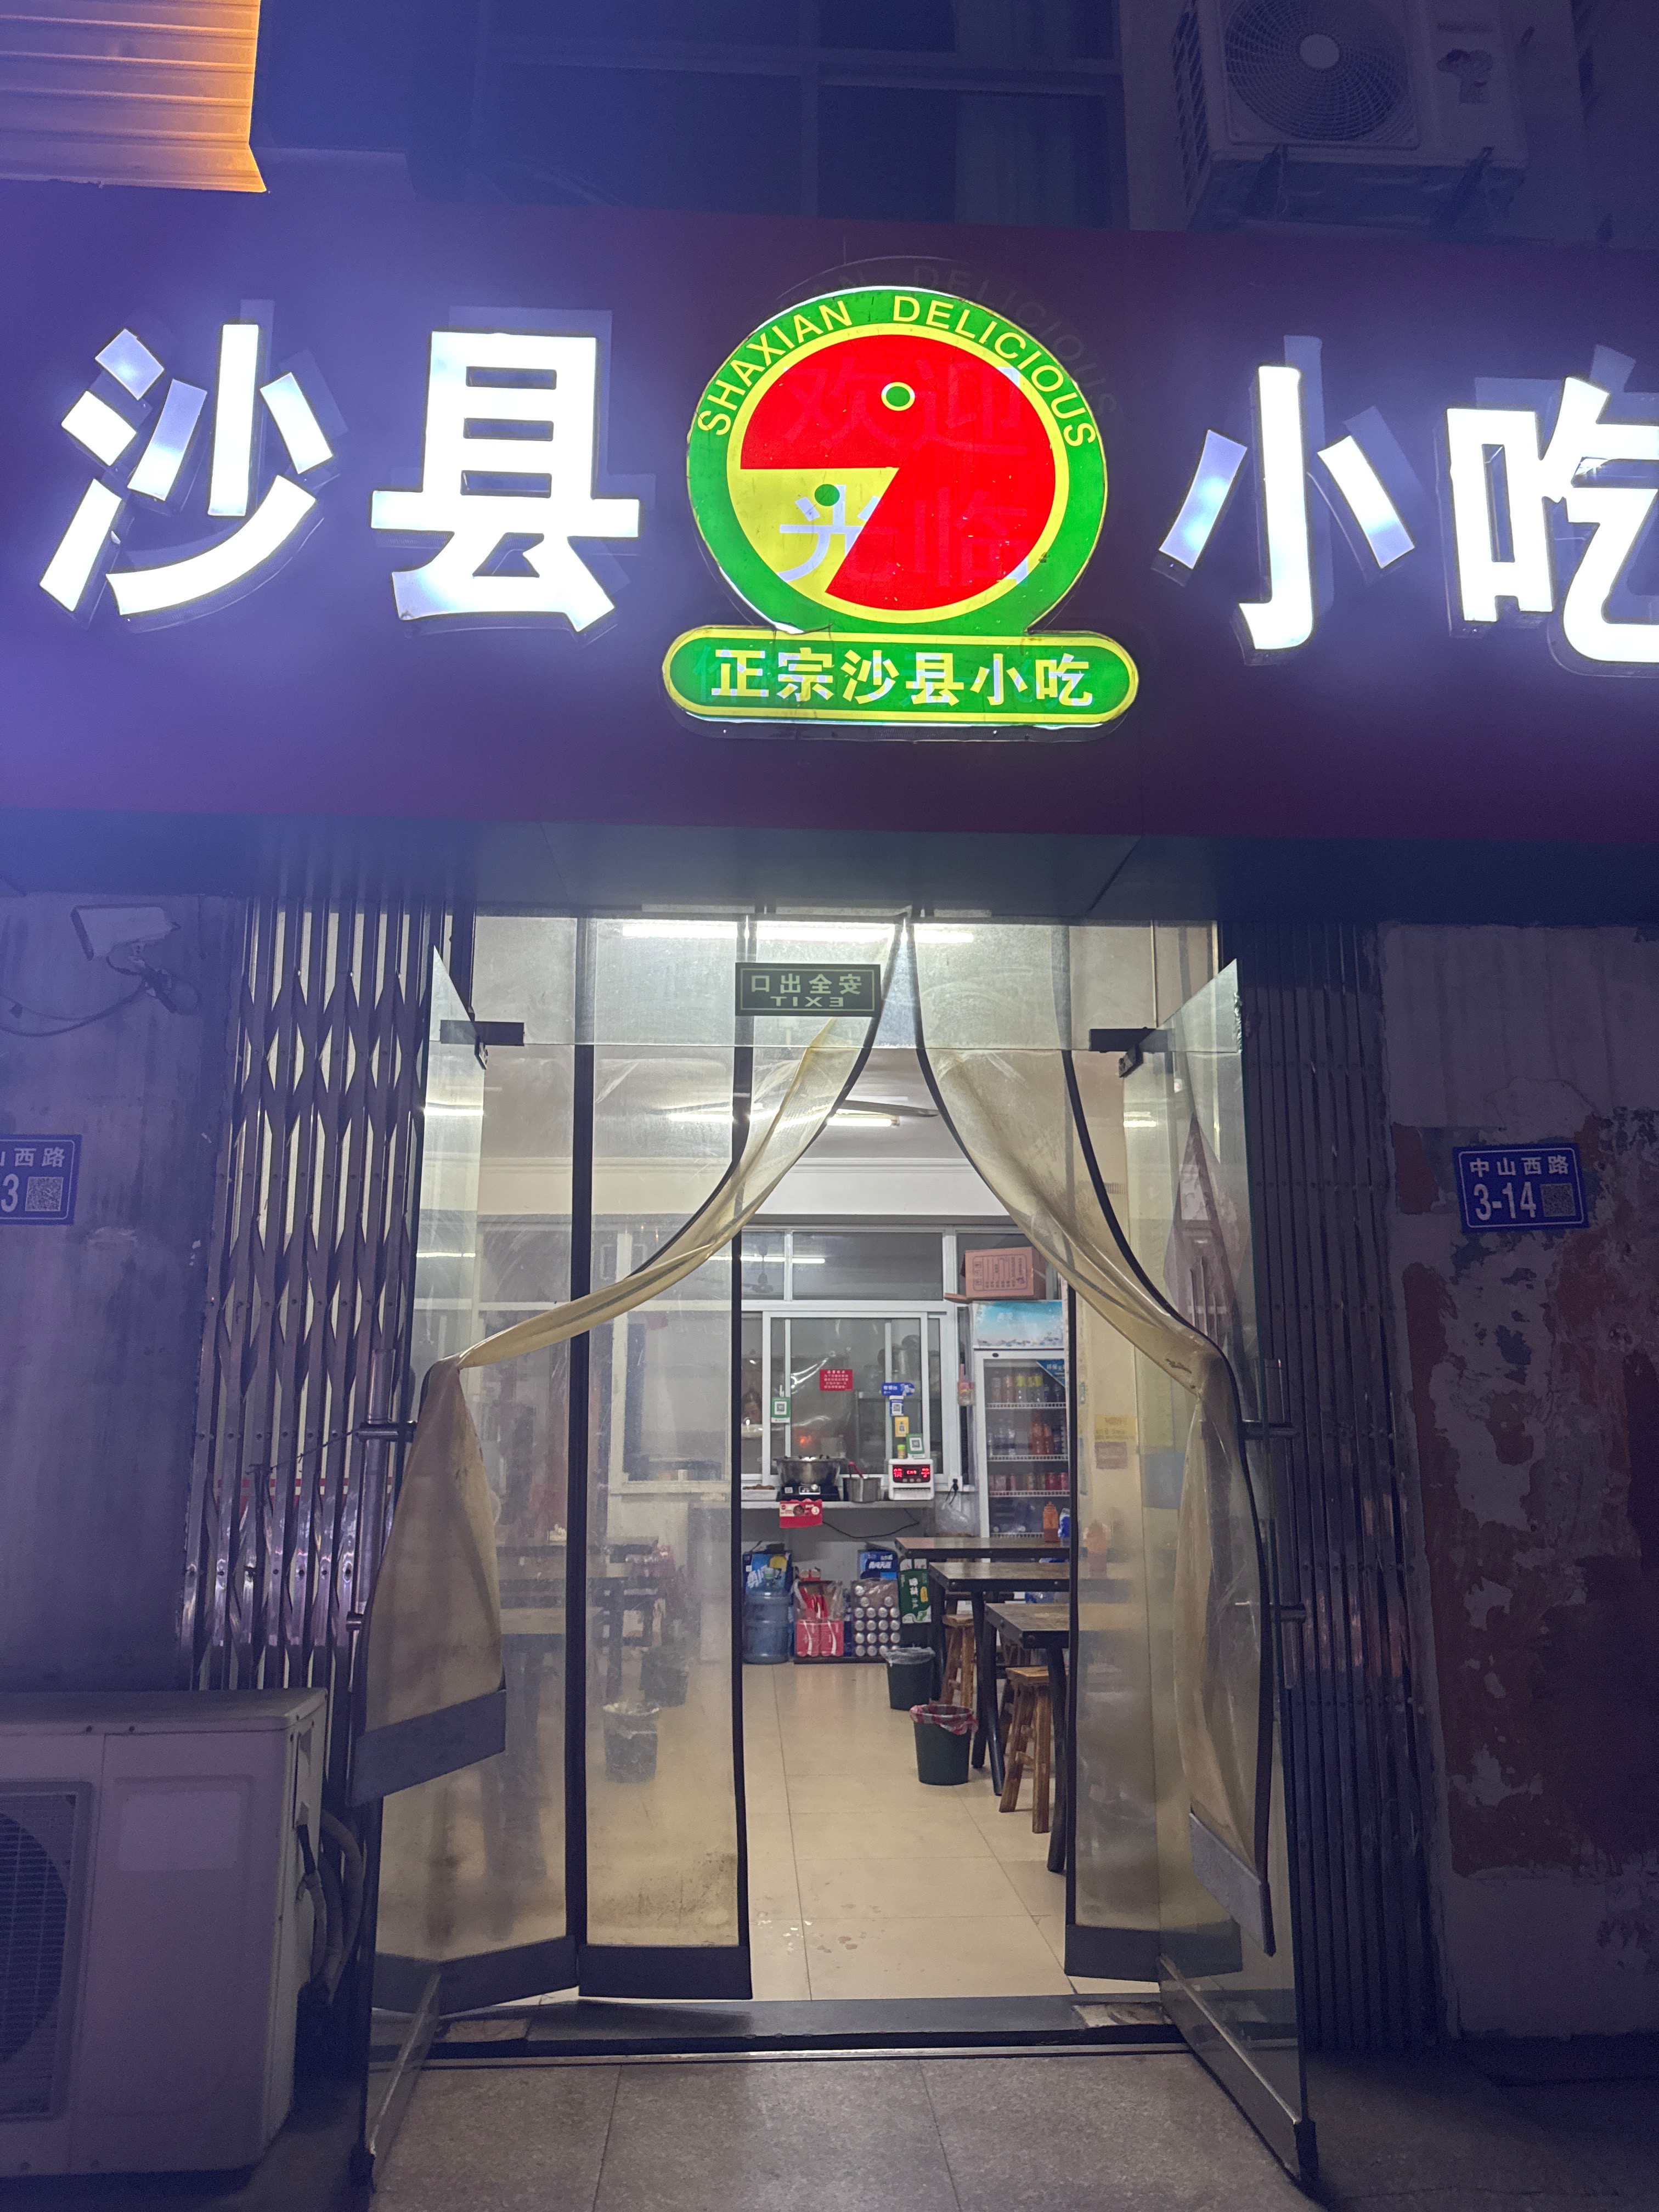 沙县 小吃
SHAXIAN DELICIOUS
欢迎
光临
正宗沙县小吃
安全出口
EXIT
山西路
3
中山西路
3-14